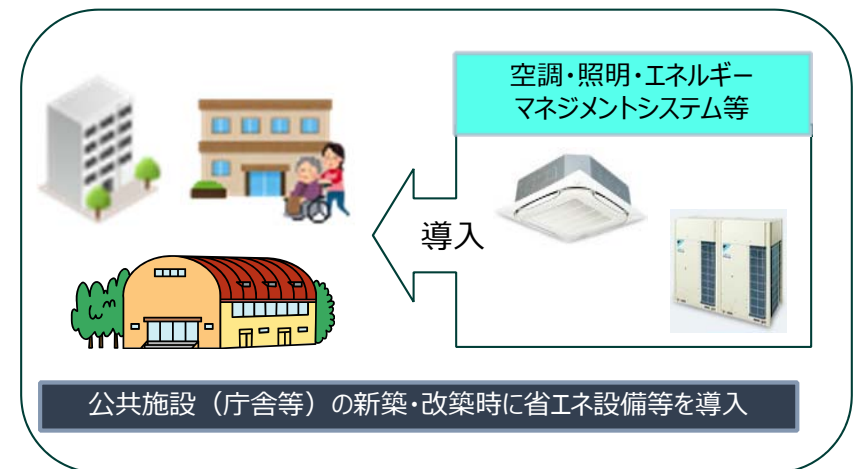 空調・照明・エネルギー
マネジメントシステム等
導入
公共施設（庁舎等）の新築・改築時に省エネ設備等を導入